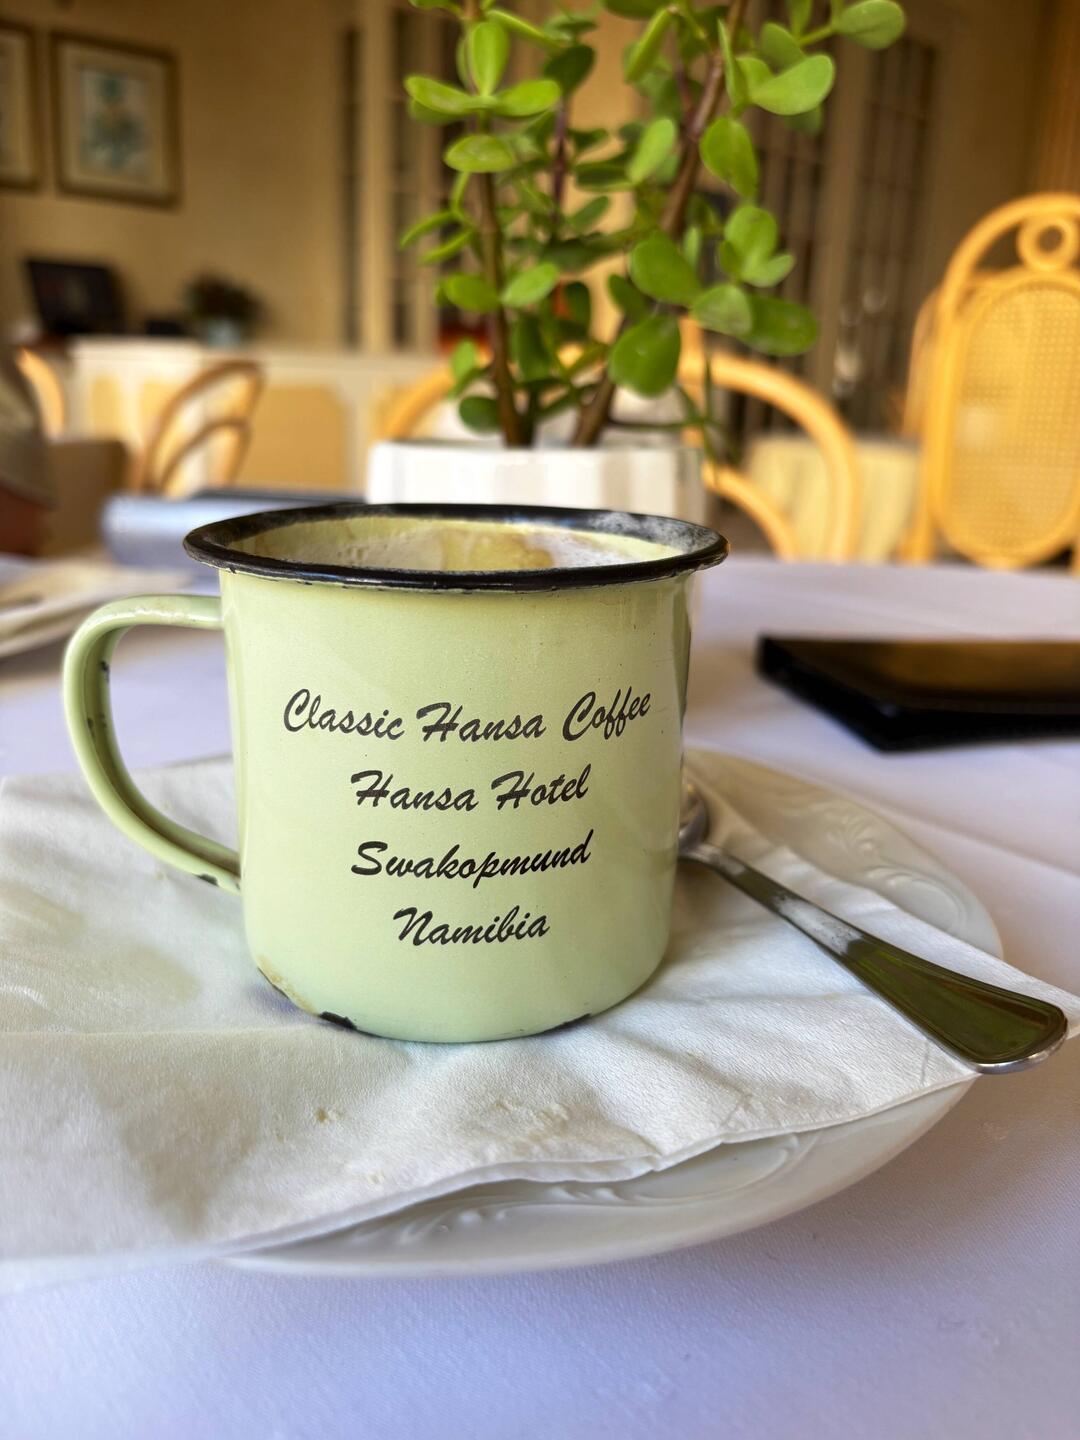 Classic Hansa Coffee
Hansa Hotel
Swakopmund
Namibia